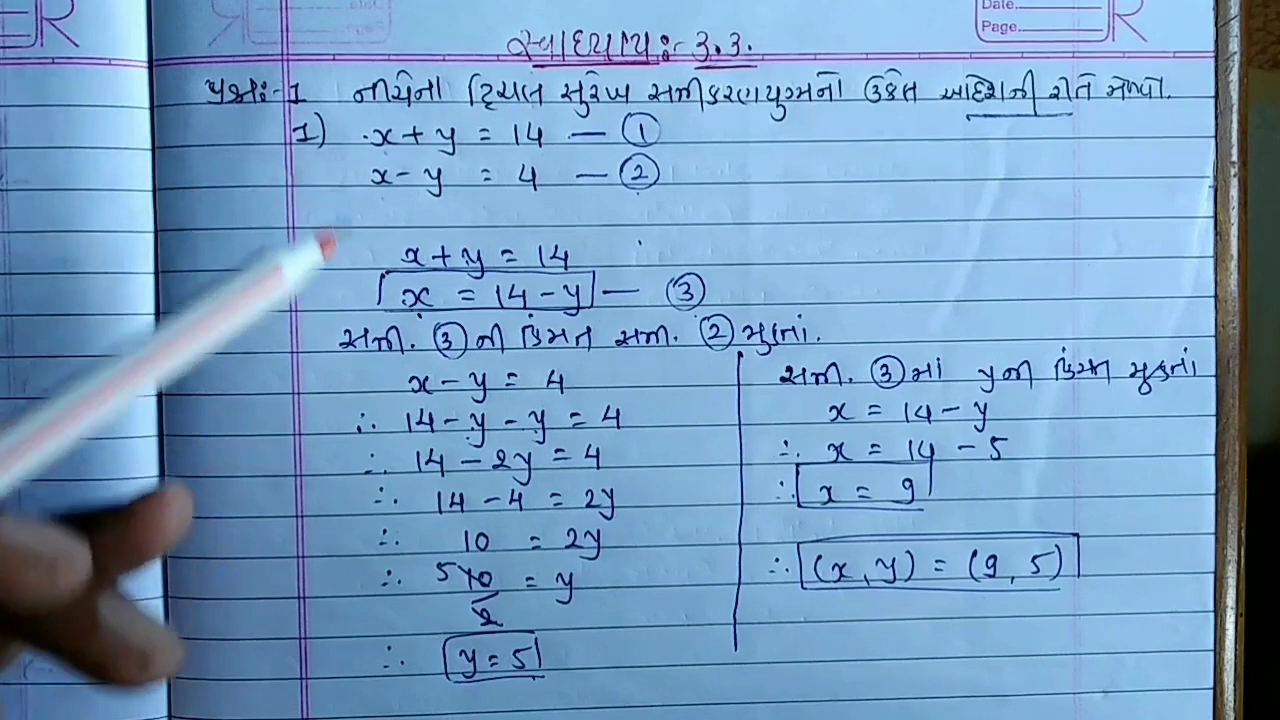 Date.
Page.
સ્વાધ્યાય:- 3.3.
પ્રશ્ન:-1 નીચેના દ્વિચલ સુરેખ સમીકરણયુગ્મનો ઉકેલ આદેશની રીતે મેળવો.
1) x + y = 14 — ①
x - y = 4 — ②
x + y = 14
x = 14 - y — ③
સમી. ③ ની કિંમત સમી. ② મુકતાં.
x - y = 4
∴ 14 - y - y = 4
∴ 14 - 2y = 4
∴ 14 - 4 = 2y
∴ 10 = 2y
∴ 5 10/2 = y
∴ y = 5
સમી. ③ માં y ની કિંમત મુકતાં
x = 14 - y
∴ x = 14 - 5
∴ x = 9
∴ (x, y) = (9, 5)